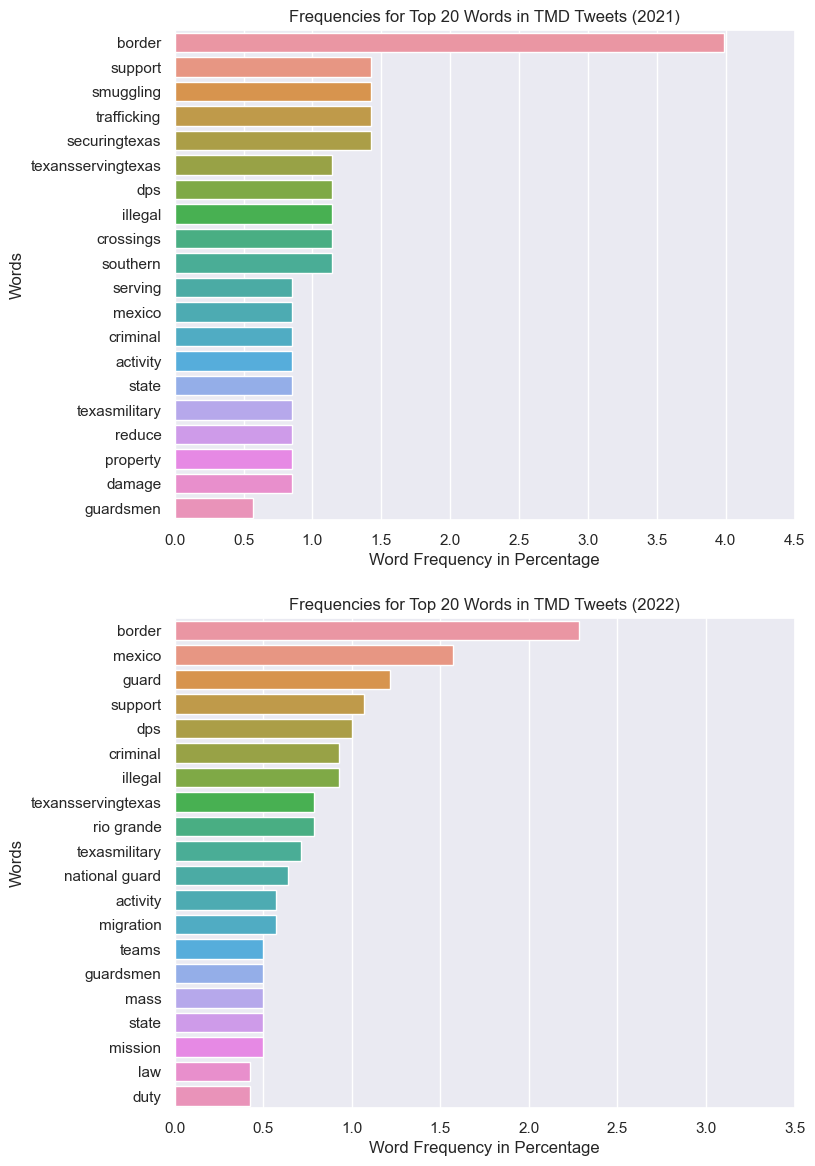 Frequencies for Top 20 Words in TMD Tweets (2021)
Words
border
support
smuggling
trafficking
securingtexas
texansservingtexas
dps
illegal
crossings
southern
serving
mexico
criminal
activity
state
texasmilitary
reduce
property
damage
guardsmen
0.0 0.5 1.0 1.5 2.0 2.5 3.0 3.5 4.0 4.5
Word Frequency in Percentage
Frequencies for Top 20 Words in TMD Tweets (2022)
Words
border
mexico
guard
support
dps
criminal
illegal
texansservingtexas
rio grande
texasmilitary
national guard
activity
migration
teams
guardsmen
mass
state
mission
law
duty
0.0 0.5 1.0 1.5 2.0 2.5 3.0 3.5
Word Frequency in Percentage